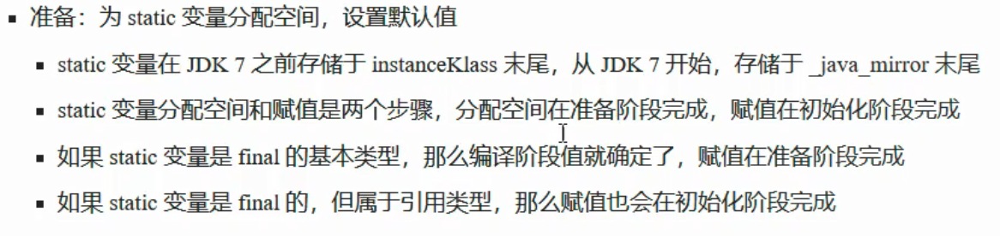 准备：为 static 变量分配空间，设置默认值
static 变量在 JDK 7 之前存储于 instanceKlass 末尾，从 JDK 7 开始，存储于 _java_mirror 末尾
static 变量分配空间和赋值是两个步骤，分配空间在准备阶段完成，赋值在初始化阶段完成
如果 static 变量是 final 的基本类型，那么编译阶段值就确定了，赋值在准备阶段完成
如果 static 变量是 final 的，但属于引用类型，那么赋值也会在初始化阶段完成